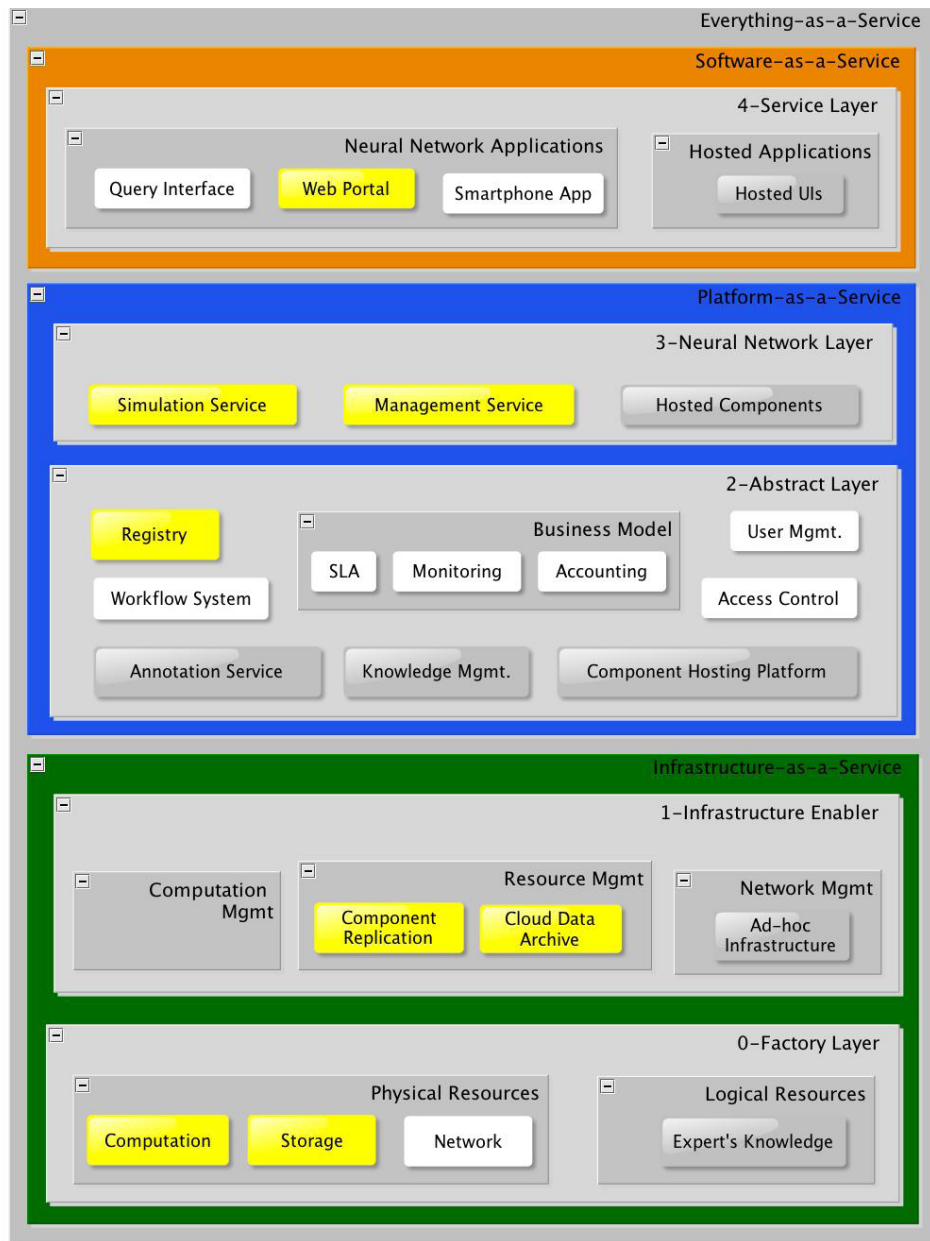 Everything-as-a-Service
Software-as-a-Service
4-Service Layer
Neural Network Applications
Query Interface
Web Portal
Smartphone App
Hosted Applications
Hosted UIs
Platform-as-a-Service
3-Neural Network Layer
Simulation Service
Management Service
Hosted Components
2-Abstract Layer
Registry
Workflow System
Business Model
SLA
Monitoring
Accounting
User Mgmt.
Access Control
Annotation Service
Knowledge Mgmt.
Component Hosting Platform
Infrastructure-as-a-Service
1-Infrastructure Enabler
Computation
Mgmt
Resource Mgmt
Component
Replication
Cloud Data
Archive
Network Mgmt
Ad-hoc
Infrastructure
0-Factory Layer
Physical Resources
Computation
Storage
Network
Logical Resources
Expert's Knowledge